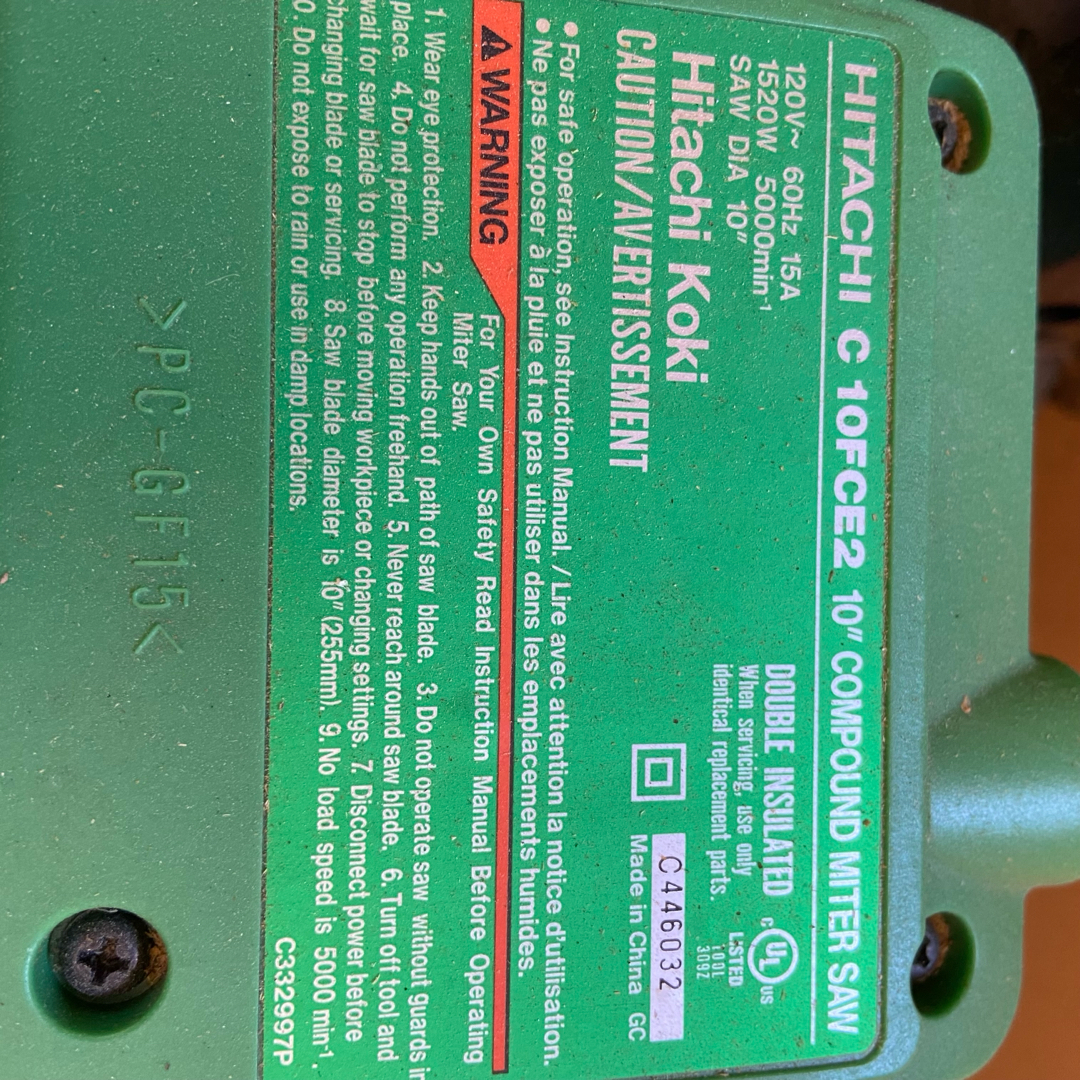 HITACHI C 10FCE2 10" COMPOUND MITER SAW
120V~ 60Hz 15A
1520W 5000min-1
SAW DIA 10"
DOUBLE INSULATED
When servicing, use only
identical replacement parts.
C UL US
LISTED
TOOL
309Z
Hitachi Koki
C446032
Made in China GC
CAUTION/AVERTISSEMENT
• For safe operation, see Instruction Manual. / Lire avec attention la notice d'utilisation.
• Ne pas exposer à la pluie et ne pas utiliser dans les emplacements humides.
WARNING
For Your Own Safety Read Instruction Manual Before Operating
Miter Saw.
1. Wear eye protection. 2. Keep hands out of path of saw blade. 3. Do not operate saw without guards in
place. 4. Do not perform any operation freehand. 5. Never reach around saw blade. 6. Turn off tool and
wait for saw blade to stop before moving workpiece or changing settings. 7. Disconnect power before
changing blade or servicing. 8. Saw blade diameter is 10" (255mm). 9. No load speed is 5000 min-1.
0. Do not expose to rain or use in damp locations.
C332997P
>PC-GF15<